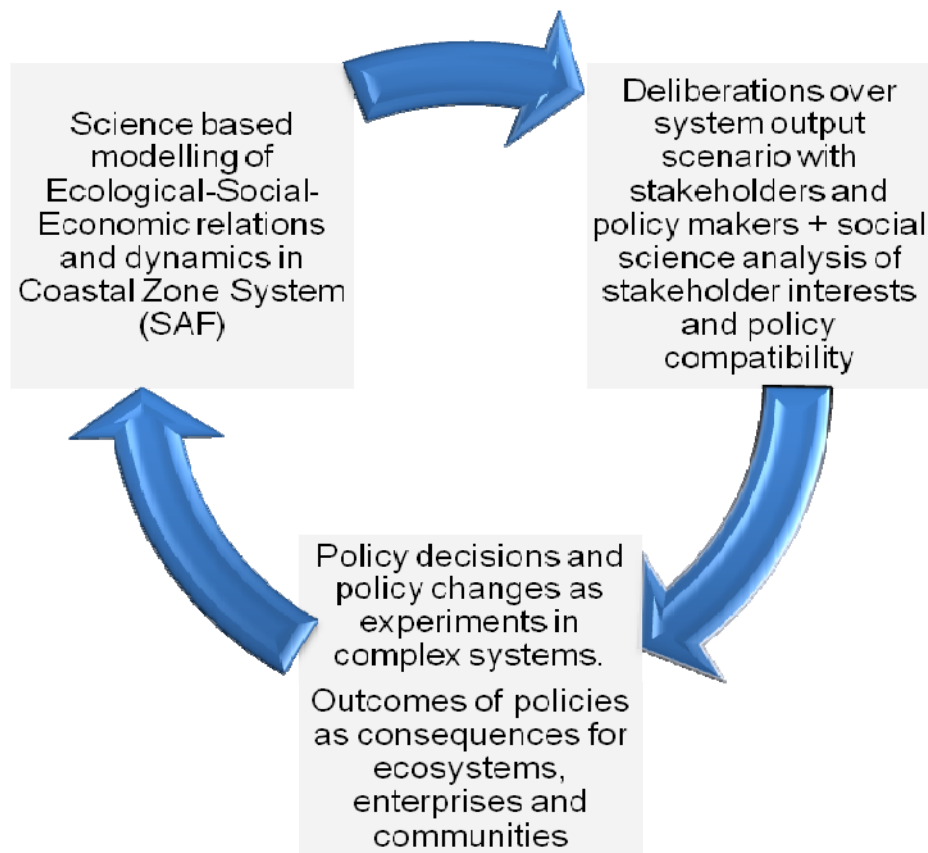 Science based
modelling of
Ecological-Social-
Economic relations
and dynamics in
Coastal Zone System
(SAF)
Deliberations over
system output
scenario with
stakeholders and
policy makers + social
science analysis of
stakeholder interests
and policy
compatibility
Policy decisions and
policy changes as
experiments in
complex systems.
Outcomes of policies
as consequences for
ecosystems,
enterprises and
communities